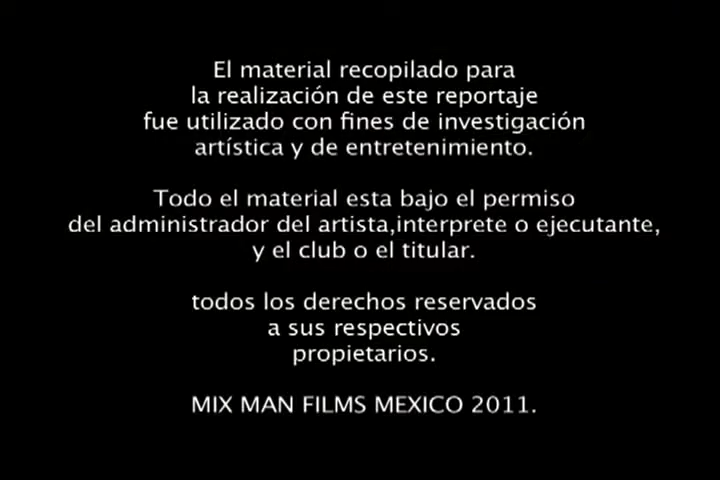 El material recopilado para
la realización de este reportaje
fue utilizado con fines de investigación
artística y de entretenimiento.
Todo el material esta bajo el permiso
del administrador del artista,interprete o ejecutante,
y el club o el titular.
todos los derechos reservados
a sus respectivos
propietarios.
MIX MAN FILMS MEXICO 2011.